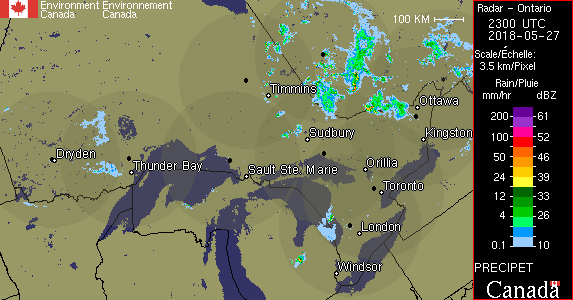 Environment Environnement
Canada Canada
100 KM
Timmins
Ottawa
Sudbury
Kingston
Dryden
Thunder Bay
Sault Ste. Marie
Orillia
Toronto
London
Windsor
Radar - Ontario
2300 UTC
2018-05-27
Scale/Échelle:
3.5 km/Pixel
Rain/Pluie
mm/hr dBZ
200 61
100 52
50 46
24 39
12 33
4 26
0.1 10
PRECIPET
Canada